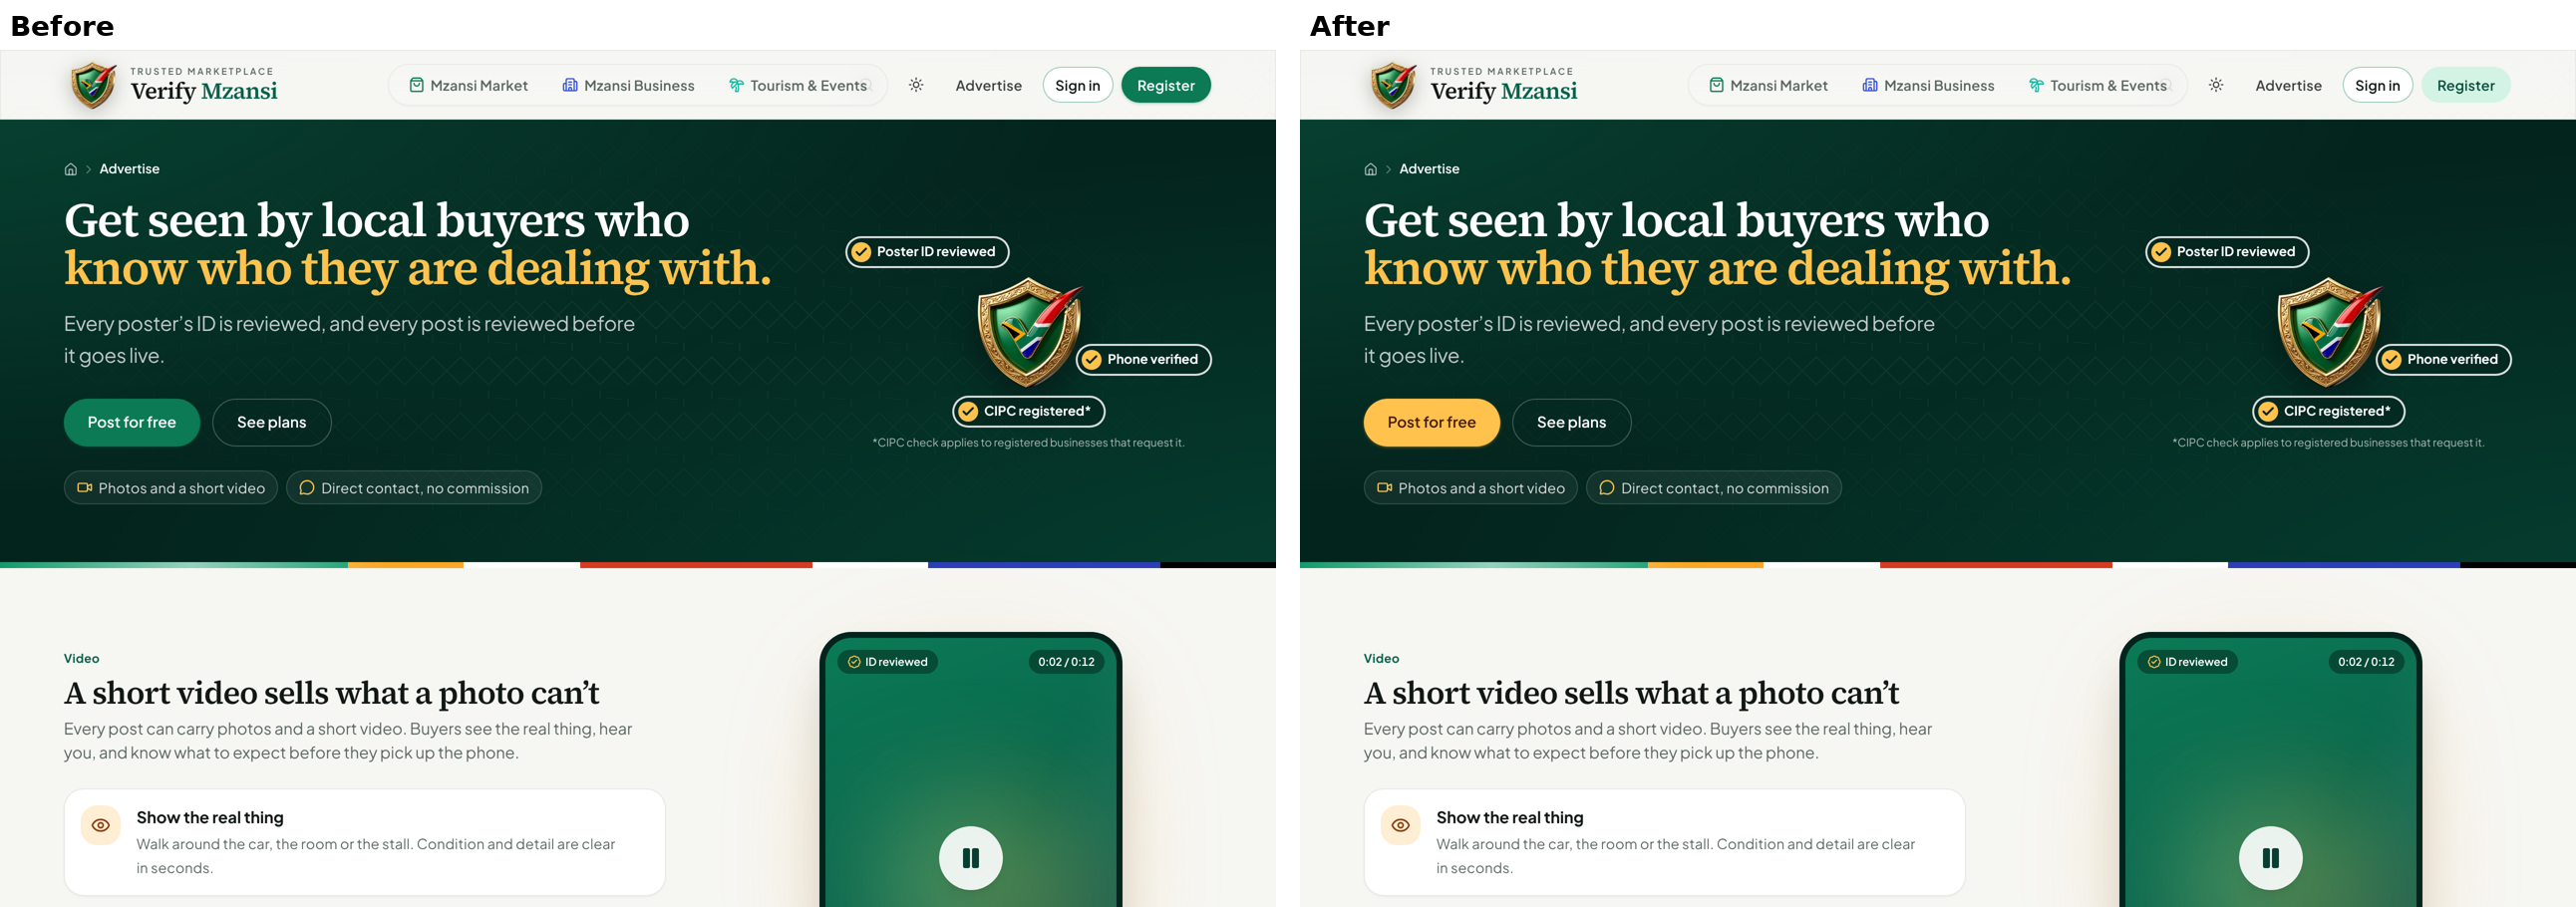 Before
TRUSTED MARKETPLACE
Verify Mzansi
Mzansi Market
Mzansi Business
Tourism & Events
Advertise
Sign in
Register
Advertise
Get seen by local buyers who
know who they are dealing with.
Every poster’s ID is reviewed, and every post is reviewed before
it goes live.
Post for free
See plans
Photos and a short video
Direct contact, no commission
Poster ID reviewed
Phone verified
CIPC registered*
*CIPC check applies to registered businesses that request it.
Video
A short video sells what a photo can’t
Every post can carry photos and a short video. Buyers see the real thing, hear
you, and know what to expect before they pick up the phone.
Show the real thing
Walk around the car, the room or the stall. Condition and detail are clear
in seconds.
ID reviewed
0:02 / 0:12
After
TRUSTED MARKETPLACE
Verify Mzansi
Mzansi Market
Mzansi Business
Tourism & Events
Advertise
Sign in
Register
Advertise
Get seen by local buyers who
know who they are dealing with.
Every poster’s ID is reviewed, and every post is reviewed before
it goes live.
Post for free
See plans
Photos and a short video
Direct contact, no commission
Poster ID reviewed
Phone verified
CIPC registered*
*CIPC check applies to registered businesses that request it.
Video
A short video sells what a photo can’t
Every post can carry photos and a short video. Buyers see the real thing, hear
you, and know what to expect before they pick up the phone.
Show the real thing
Walk around the car, the room or the stall. Condition and detail are clear
in seconds.
ID reviewed
0:02 / 0:12